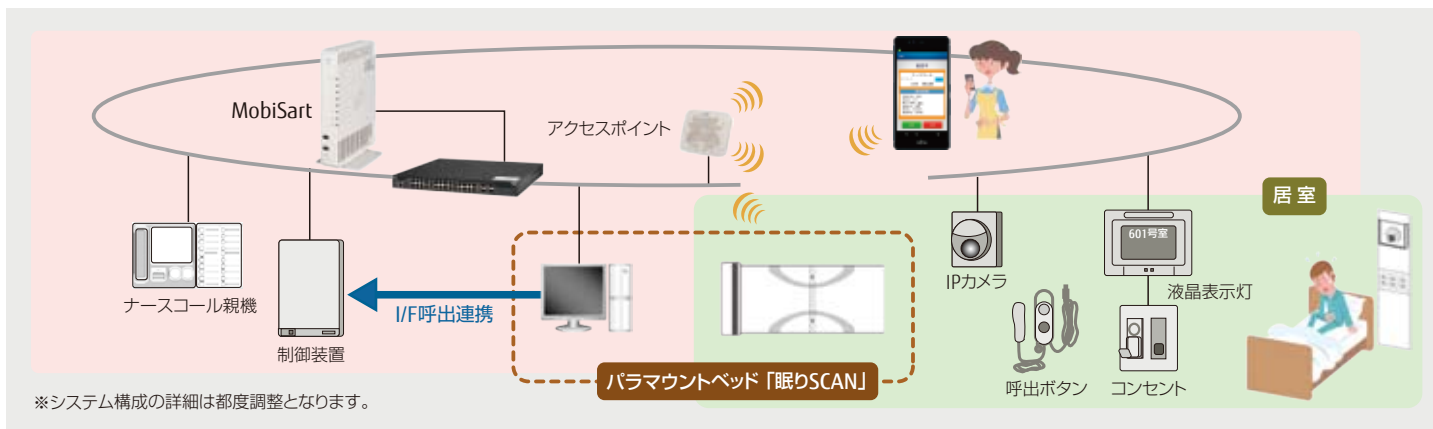 MobiSart
アクセスポイント
居室
601号室
ナースコール親機
制御装置
I/F呼出連携
IPカメラ
液晶表示灯
呼出ボタン
コンセント
パラマウントベッド「眠りSCAN」
※システム構成の詳細は都度調整となります。